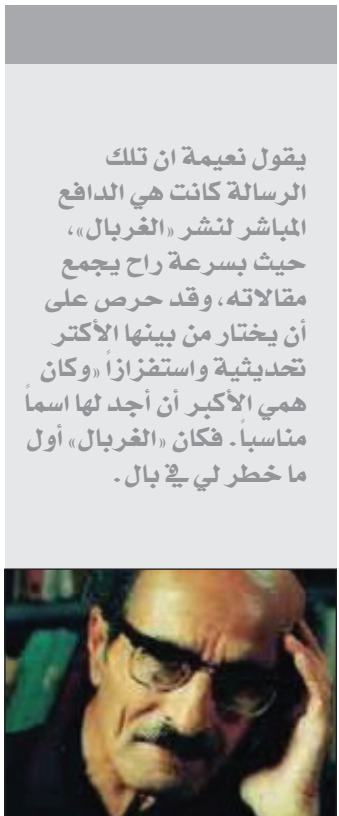 يقول نعيمة ان تلك
الرسالة كانت هي الدافع
المباشر لنشر «الغربال»،
حيث بسرعة راح يجمع
مقالاته، وقد حرص على
أن يختار من بينها الأكتر
تحديثية واستفزازاً «وكان
همي الأكبر أن أجد لها اسماً
مناسباً. فكان «الغربال» أول
ما خطر لي في بال.